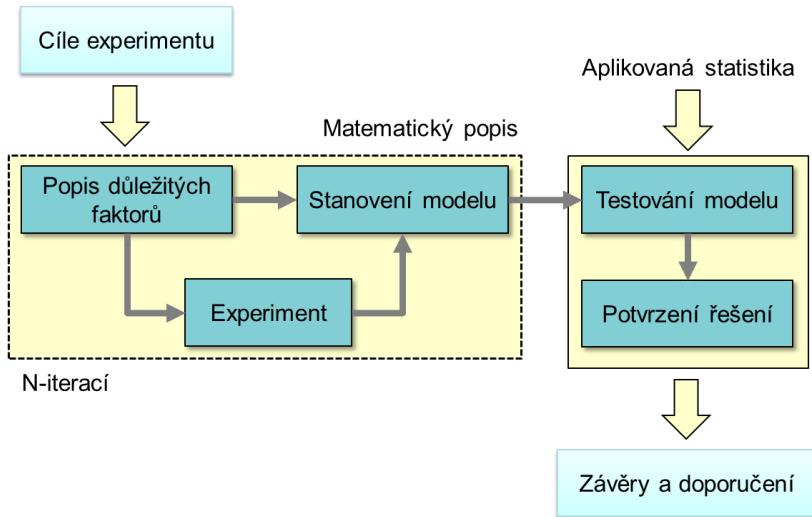 Cíle experimentu
Aplikovaná statistika
Matematický popis
Popis důležitých
faktorů
Stanovení modelu
Testování modelu
Experiment
Potvrzení řešení
N-iterací
Závěry a doporučení